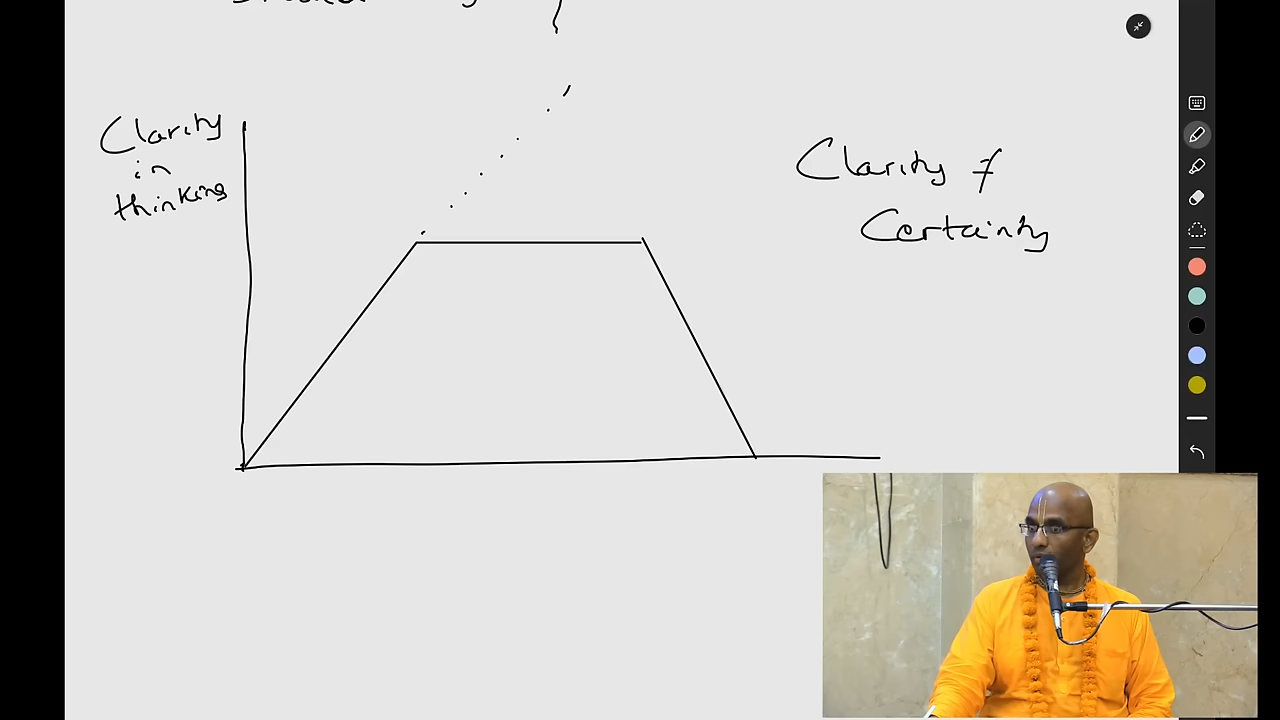 Clarity
in
thinking
Clarity ≠
Certainty